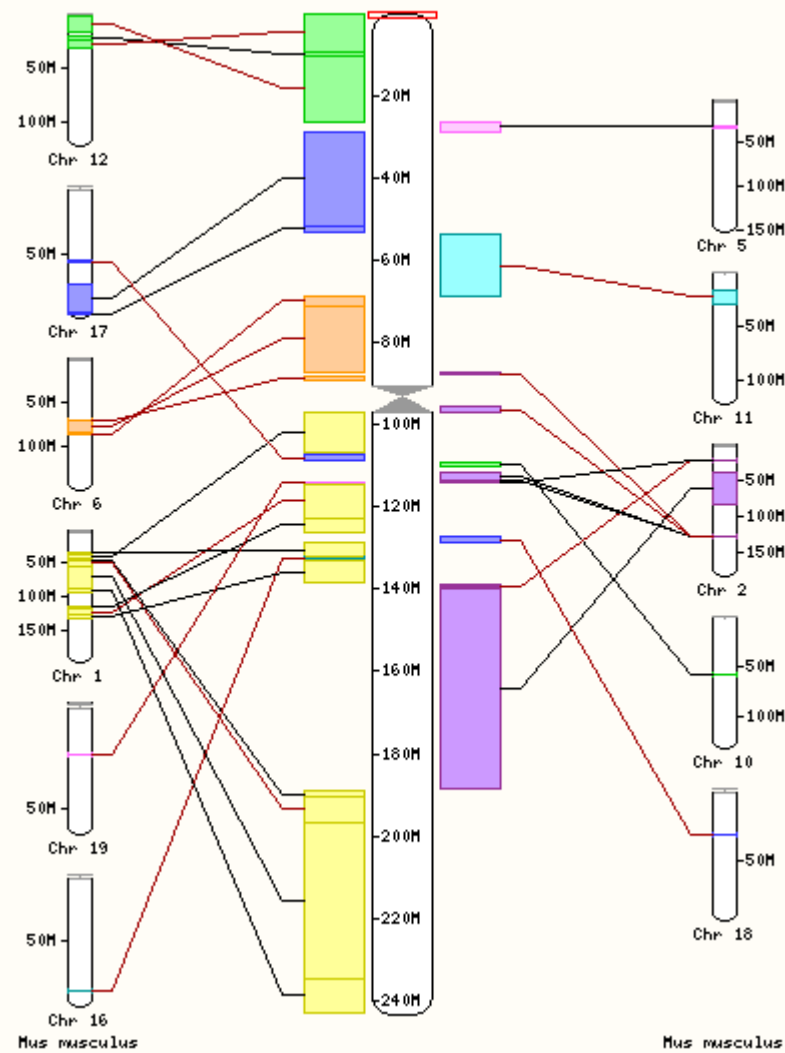 50M
100M
Chr 12
50M
Chr 17
50M
100M
Chr 6
50M
100M
150M
Chr 1
50M
Chr 19
50M
Chr 16
Mus musculus
20M
40M
60M
80M
100M
120M
140M
160M
180M
200M
220M
240M
50M
100M
150M
Chr 5
50M
100M
Chr 11
50M
100M
150M
Chr 2
50M
100M
Chr 10
50M
Chr 18
Mus musculus